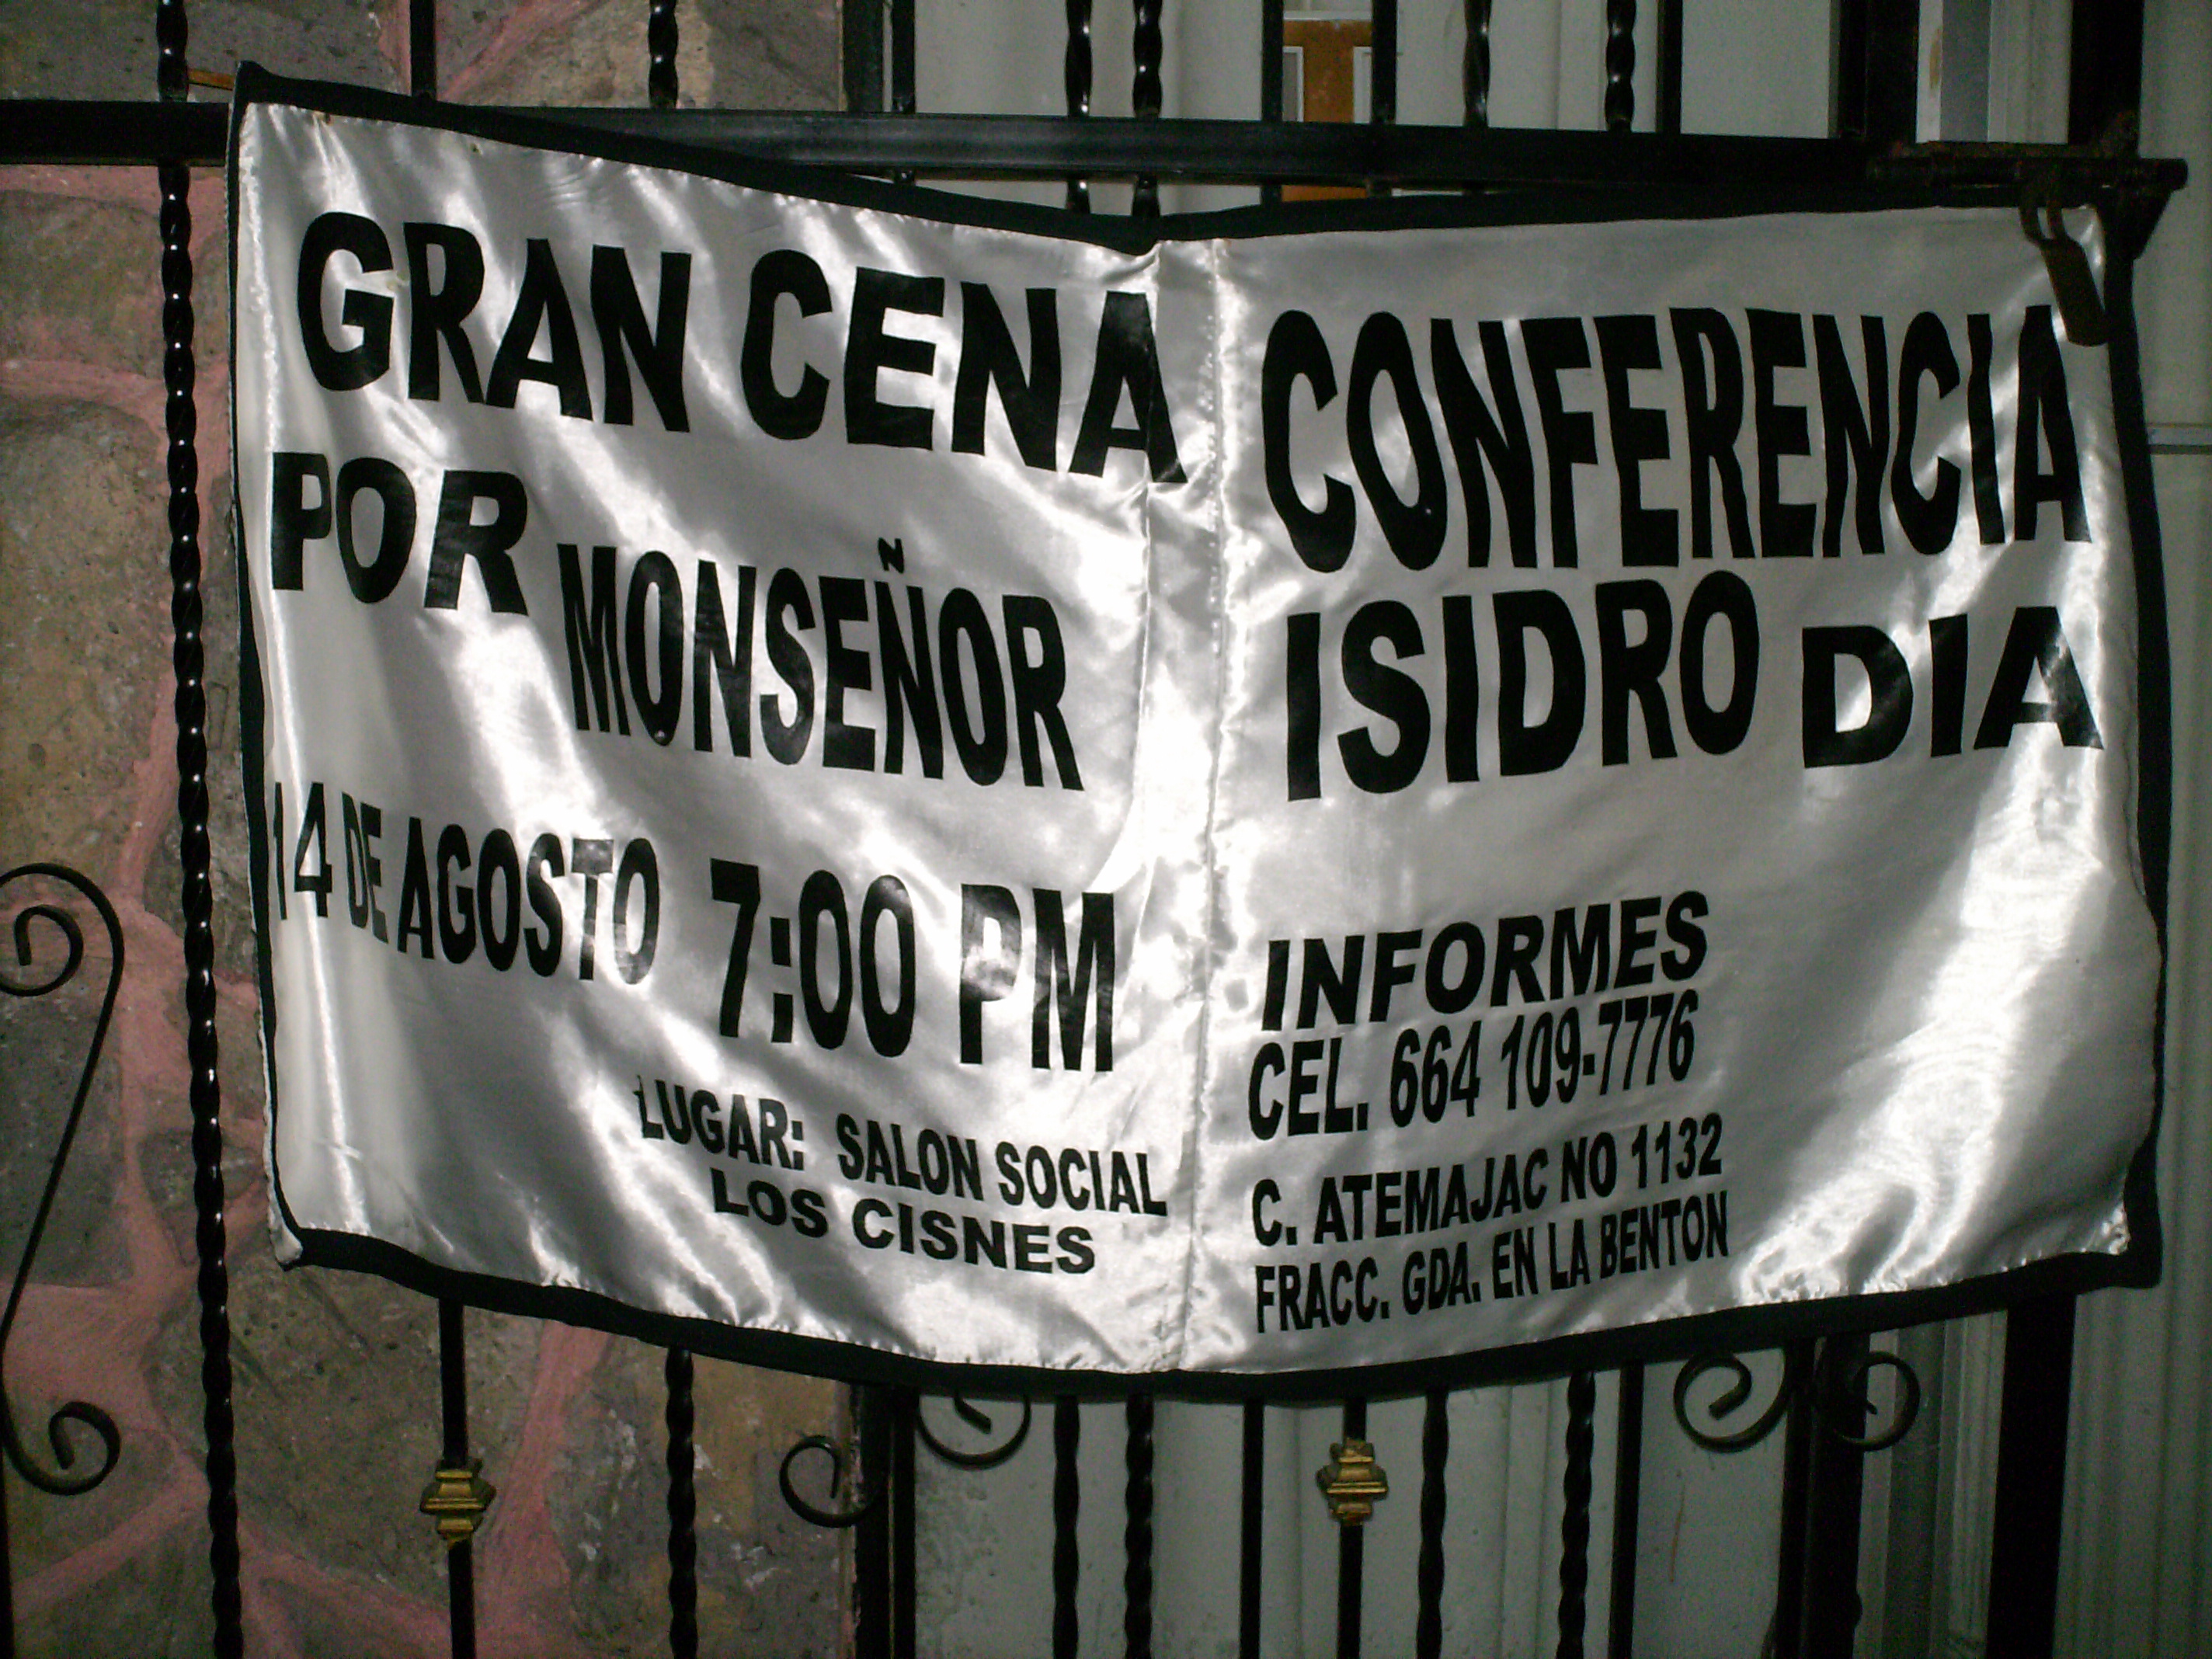 GRAN CENA CONFERENCIA
POR MONSEÑOR ISIDRO DIA
14 DE AGOSTO 7:00 PM
LUGAR: SALON SOCIAL
LOS CISNES
INFORMES
CEL. 664 109-7776
C. ATEMAJAC NO 1132
FRACC. GDA. EN LA BENTON